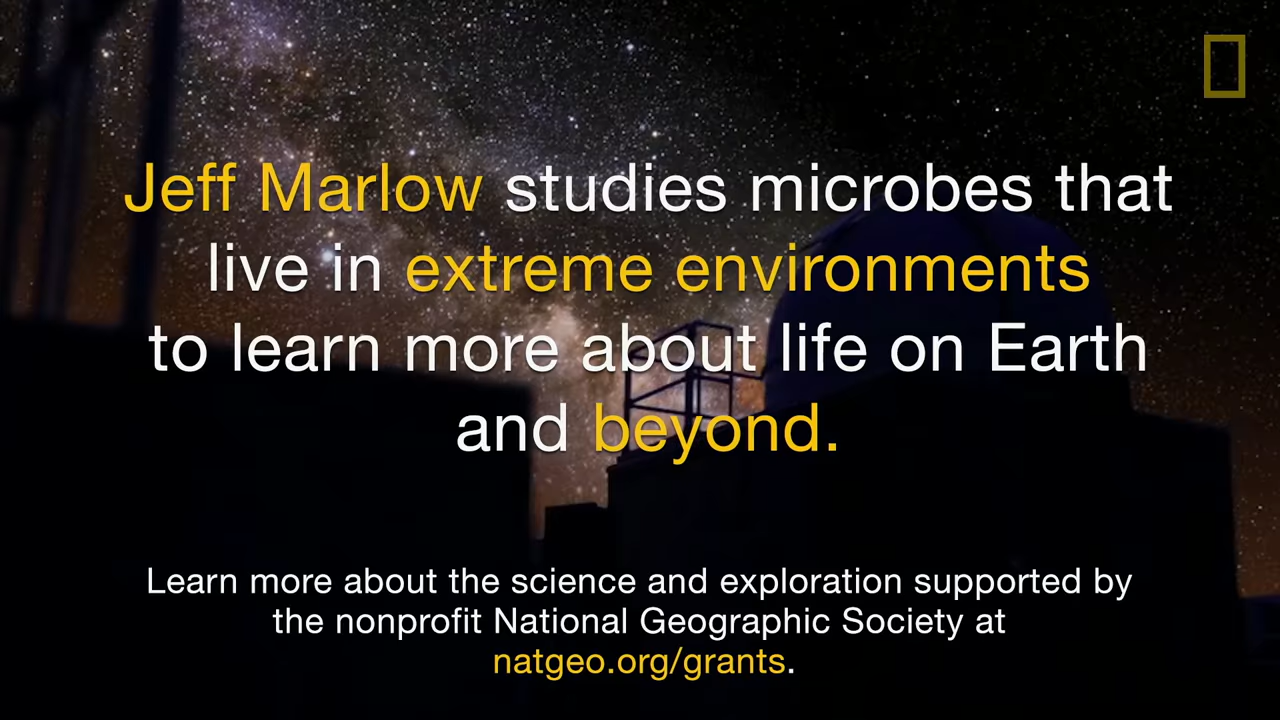 Jeff Marlow studies microbes that
live in extreme environments
to learn more about life on Earth
and beyond.
Learn more about the science and exploration supported by
the nonprofit National Geographic Society at
natgeo.org/grants.